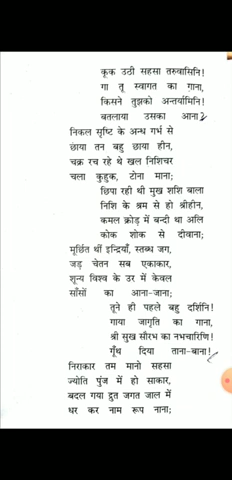 कूक उठी सहसा तरुवासिनि!
गा तू स्वागत का गाना,
किसने तुझको अन्तर्यामिनि!
बतलाया उसका आना?
निकल सृष्टि के अन्ध गर्भ से
छाया तन बहु छाया हीन,
चक्र रच रहे थे खल निशिचर
चला कुहुक, टोना माना;
छिपा रही थी मुख शशि बाला
निशि के श्रम से हो श्रीहीन,
कमल क्रोड़ में बन्दी था अलि
कोक शोक से दीवाना;
मूर्छित थीं इन्द्रियाँ, स्तब्ध जग,
जड़ चेतन सब एकाकार,
शून्य विश्व के उर में केवल
साँसों का आना-जाना;
तूने ही पहले बहु दर्शिनि!
गाया जागृति का गाना,
श्री सुख सौरभ का नभचारिणि!
गूँथ दिया ताना-बाना!
निराकार तम मानो सहसा
ज्योति पुंज में हो साकार,
बदल गया द्रुत जगत जाल में
धर कर नाम रूप नाना;